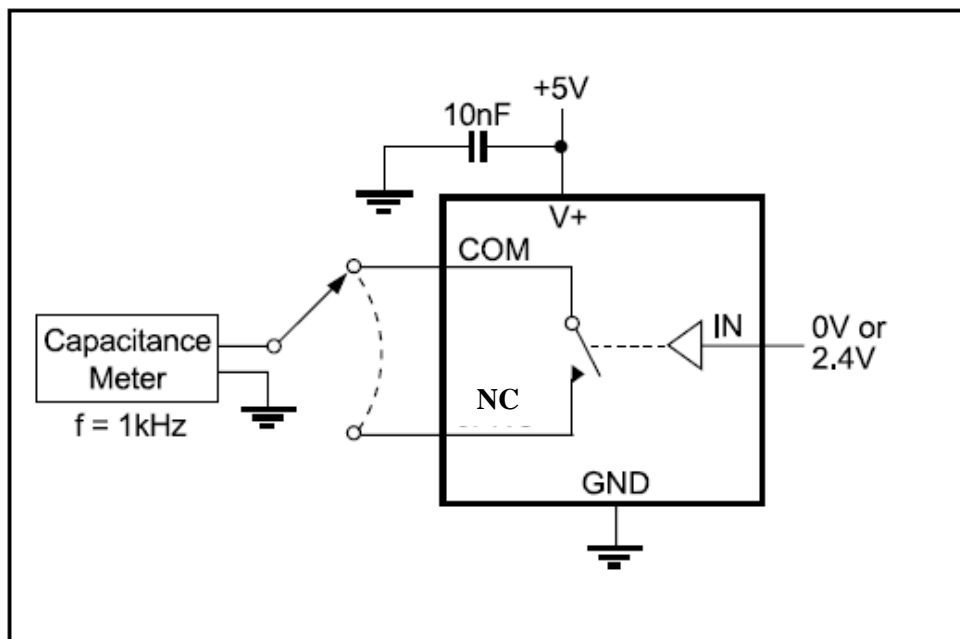 +5V
10nF
V+
COM
IN
0V or
2.4V
Capacitance
Meter
f = 1kHz
NC
GND